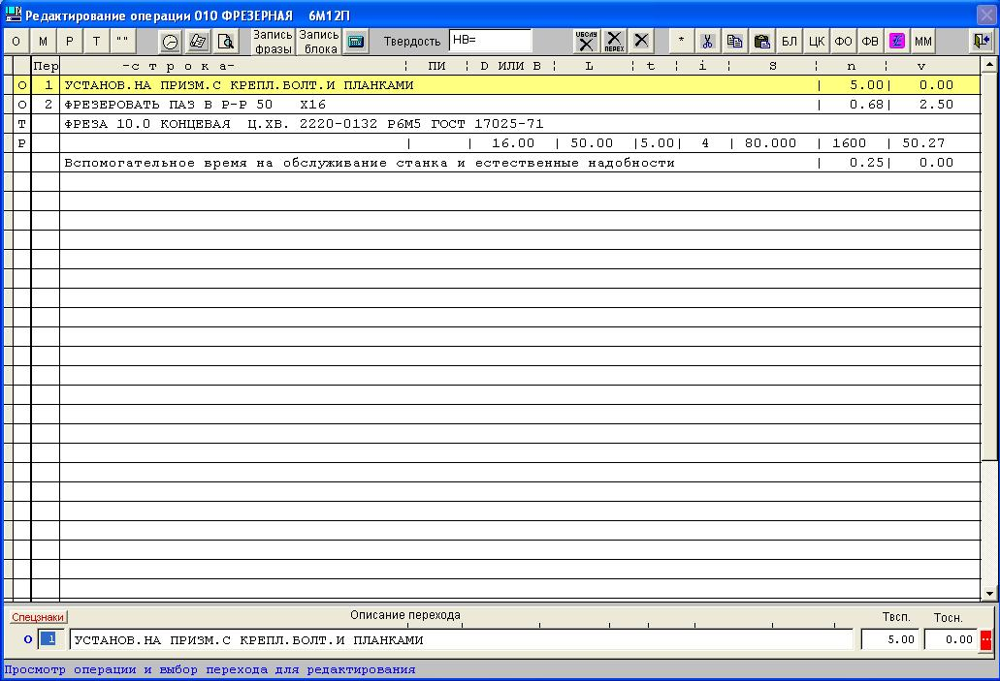 Редактирование операции 010 ФРЕЗЕРНАЯ 6М12П
О М Р Т "" Запись фразы Запись блока Твердость НВ= УБСЛУ ПЕРЕХ * БЛ ЦК ФО ФВ ММ
Пер -с т р о к а- ¦ ПИ ¦ D ИЛИ В ¦ L ¦ t ¦ i ¦ S ¦ n ¦ v
О 1 УСТАНОВ.НА ПРИЗМ.С КРЕПЛ.БОЛТ.И ПЛАНКАМИ | 5.00| 0.00
О 2 ФРЕЗЕРОВАТЬ ПАЗ В Р-Р 50 Х16 | 0.68| 2.50
Т ФРЕЗА 10.0 КОНЦЕВАЯ Ц.ХВ. 2220-0132 Р6М5 ГОСТ 17025-71
Р | | 16.00 | 50.00 |5.00| 4 | 80.000 | 1600 | 50.27
Вспомогательное время на обслуживание станка и естественные надобности | 0.25| 0.00
Спецзнаки Описание перехода Твсп. Тосн.
О 1 УСТАНОВ.НА ПРИЗМ.С КРЕПЛ.БОЛТ.И ПЛАНКАМИ 5.00 0.00 ...
Просмотр операции и выбор перехода для редактирования